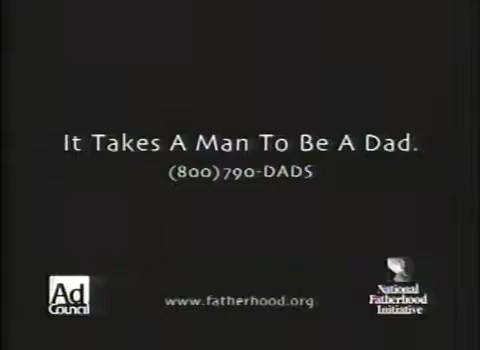 It Takes A Man To Be A Dad.
(800)790-DADS
Ad
Council
www.fatherhood.org
National
Fatherhood
Initiative